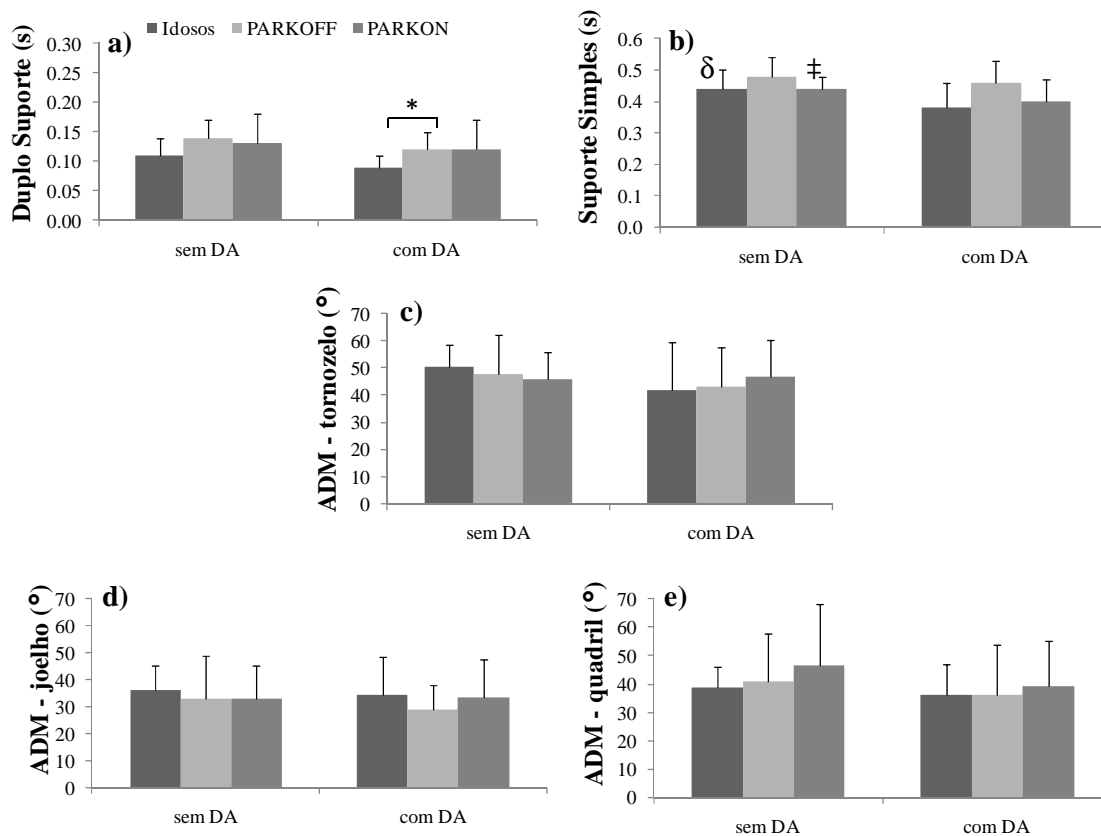 a)
Idosos PARKOFF PARKON
Duplo Suporte (s)
0.30
0.25
0.20
0.15
0.10
0.05
0.00
*
sem DA com DA
b)
Suporte Simples (s)
0.6
0.5
0.4
0.3
0.2
0.1
0.0
δ ‡
sem DA com DA
c)
ADM - tornozelo (°)
70
60
50
40
30
20
10
0
sem DA com DA
d)
ADM - joelho (°)
70
60
50
40
30
20
10
0
sem DA com DA
e)
ADM - quadril (°)
70
60
50
40
30
20
10
0
sem DA com DA